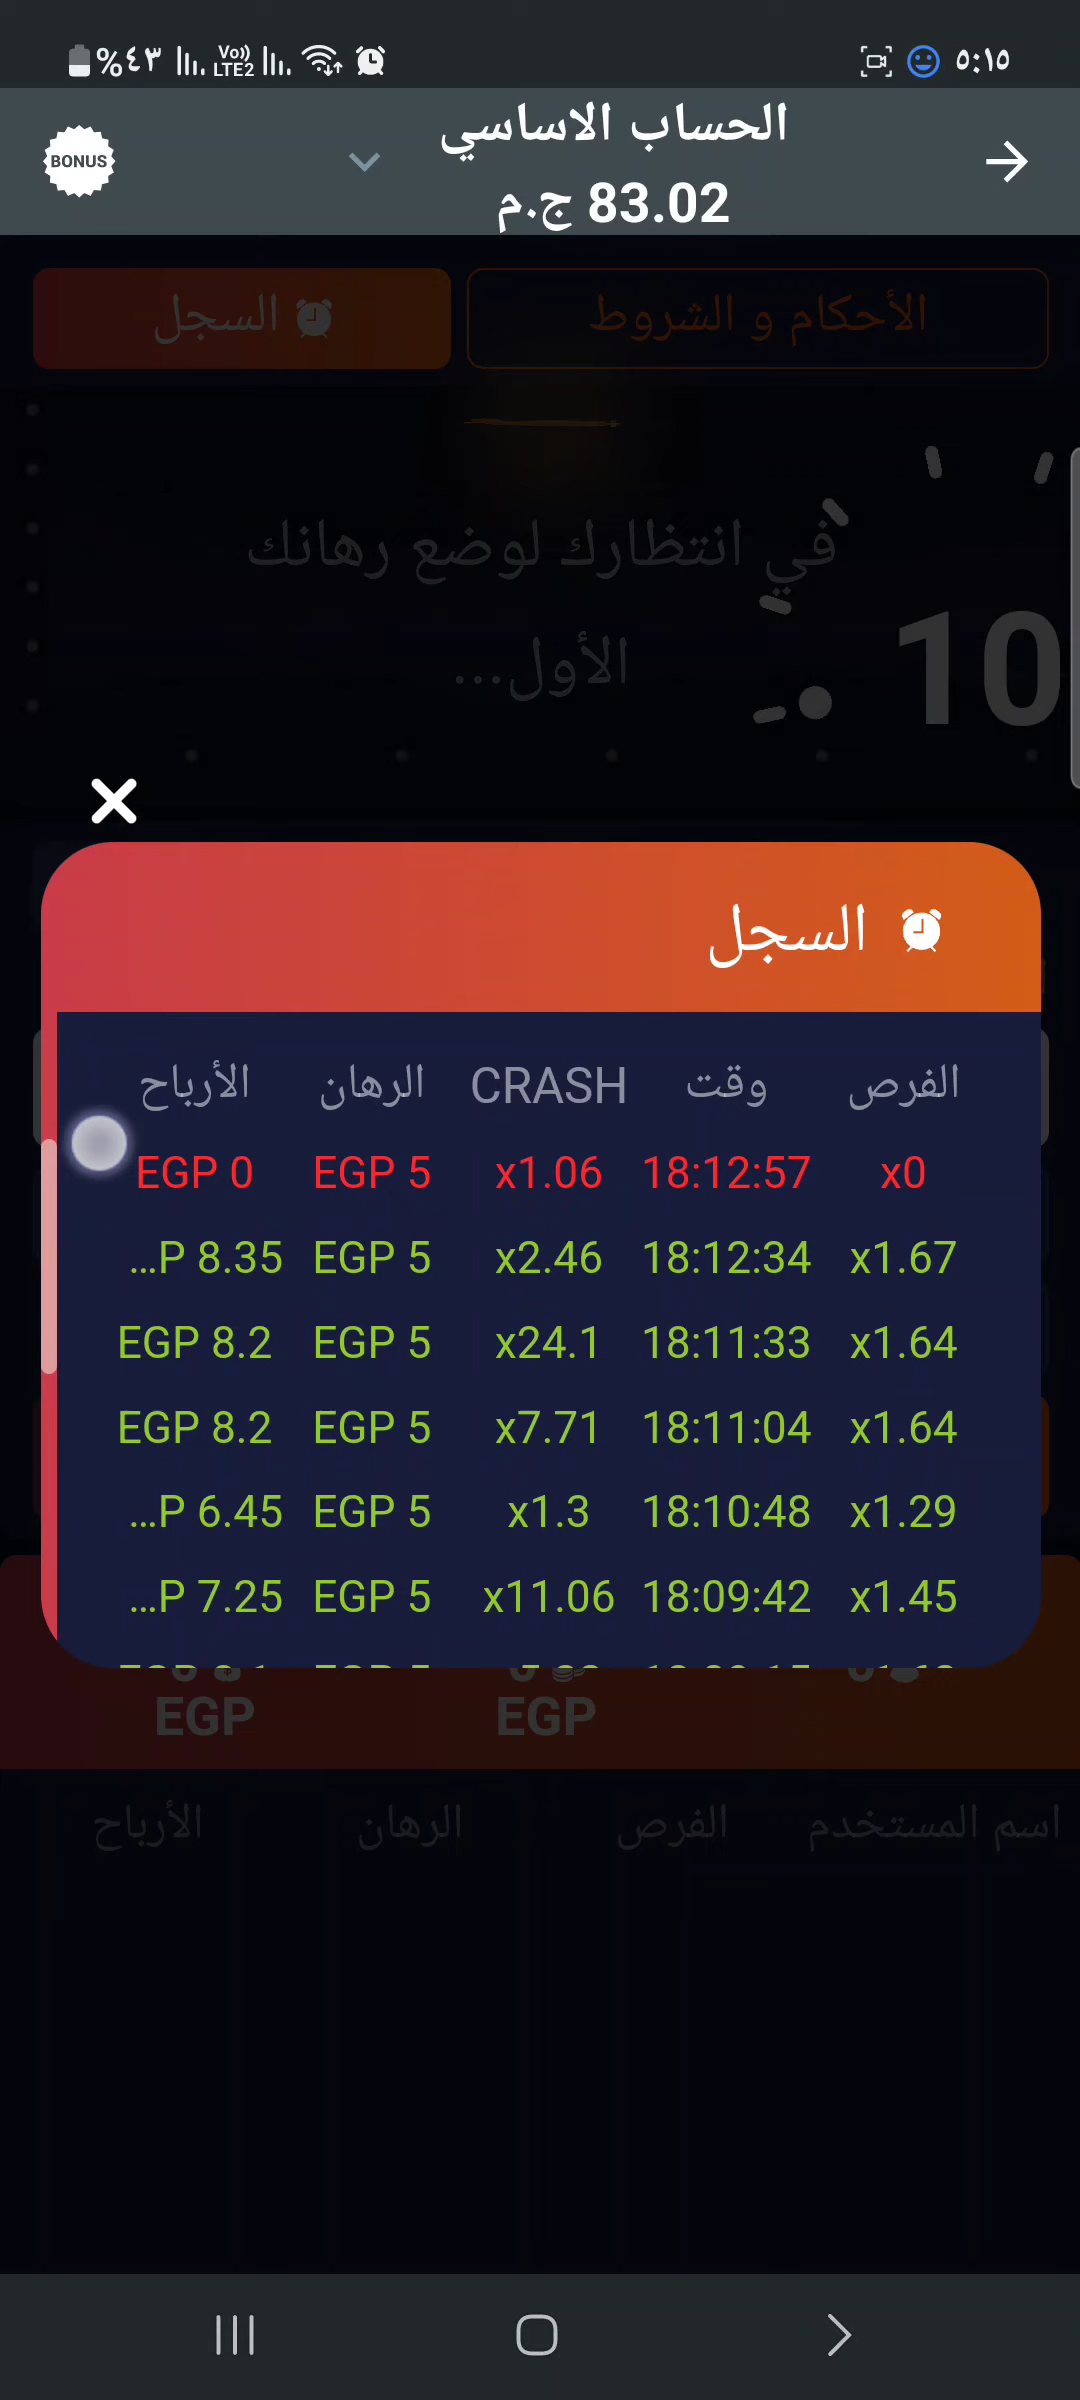 %٤٣ Vo)) LTE2 ٥:١٥
BONUS
الحساب الاساسي
83.02 ج.م
الأحكام و الشروط
السجل
في انتظارك لوضع رهانك
الأول...
10
السجل
الفرص وقت CRASH الرهان الأرباح
x0 18:12:57 x1.06 EGP 5 EGP 0
x1.67 18:12:34 x2.46 EGP 5 ...P 8.35
x1.64 18:11:33 x24.1 EGP 5 EGP 8.2
x1.64 18:11:04 x7.71 EGP 5 EGP 8.2
x1.29 18:10:48 x1.3 EGP 5 ...P 6.45
x1.45 18:09:42 x11.06 EGP 5 ...P 7.25
EGP EGP
اسم المستخدم الفرص الرهان الأرباح